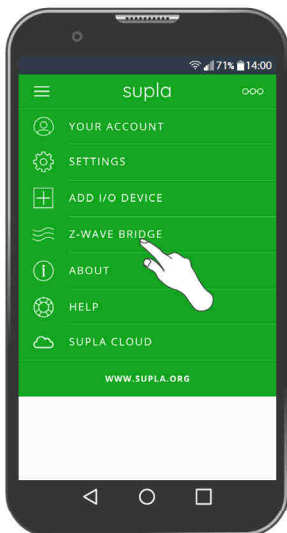 71% 14:00
supla
YOUR ACCOUNT
SETTINGS
ADD I/O DEVICE
Z-WAVE BRIDGE
ABOUT
HELP
SUPLA CLOUD
WWW.SUPLA.ORG